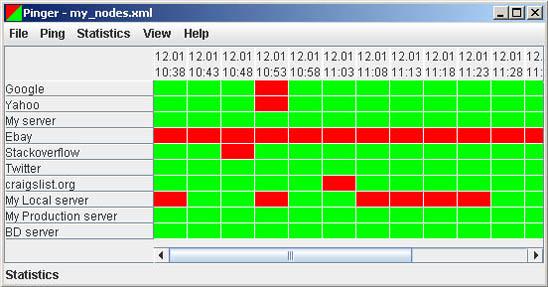 Pinger - my_nodes.xml
File Ping Statistics View Help
12.01 12.01 12.01 12.01 12.01 12.01 12.01 12.01 12.01 12.01 12.01 1
10:38 10:43 10:48 10:53 10:58 11:03 11:08 11:13 11:18 11:23 11:28 1
Google
Yahoo
My server
Ebay
Stackoverflow
Twitter
craigslist.org
My Local server
My Production server
BD server
Statistics